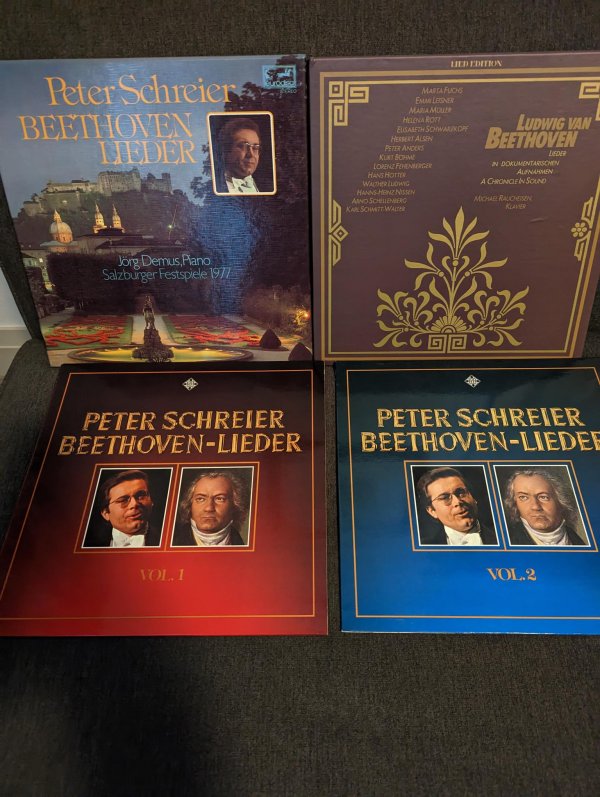 Peter Schreier
BEETHOVEN
LIEDER
eurodisc
STEREO
Jörg Demus, Piano
Salzburger Festspiele 1977
LIED EDITION
MARTA FUCHS
EMMI LEISNER
MARIA MÜLLER
HELENA ROTT
ELISABETH SCHWARZKOPF
HERBERT ALSEN
PETER ANDERS
KURT BÖHME
LORENZ FEHENBERGER
HANS HOTTER
WALTHER LUDWIG
HANNS-HEINZ NISSEN
ARNO SCHELLENBERG
KARL SCHMITT-WALTER
LUDWIG VAN
BEETHOVEN
LIEDER
IN DOKUMENTARISCHEN
AUFNAHMEN
A CHRONICLE IN SOUND
MICHAEL RAUCHEISEN,
KLAVIER
PETER SCHREIER
BEETHOVEN-LIEDER
VOL. 1
PETER SCHREIER
BEETHOVEN-LIEDER
VOL. 2